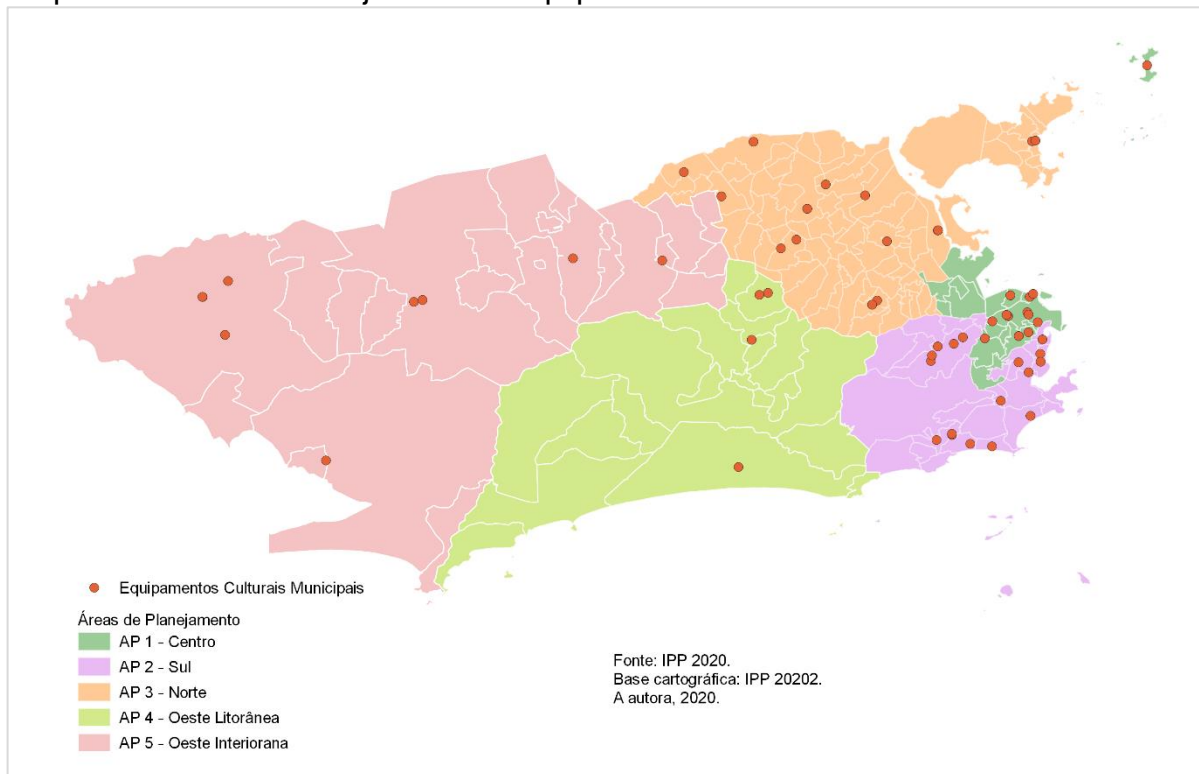 Equipamentos Culturais Municipais
Áreas de Planejamento
AP 1 - Centro
AP 2 - Sul
AP 3 - Norte
AP 4 - Oeste Litorânea
AP 5 - Oeste Interiorana
Fonte: IPP 2020.
Base cartográfica: IPP 20202.
A autora, 2020.